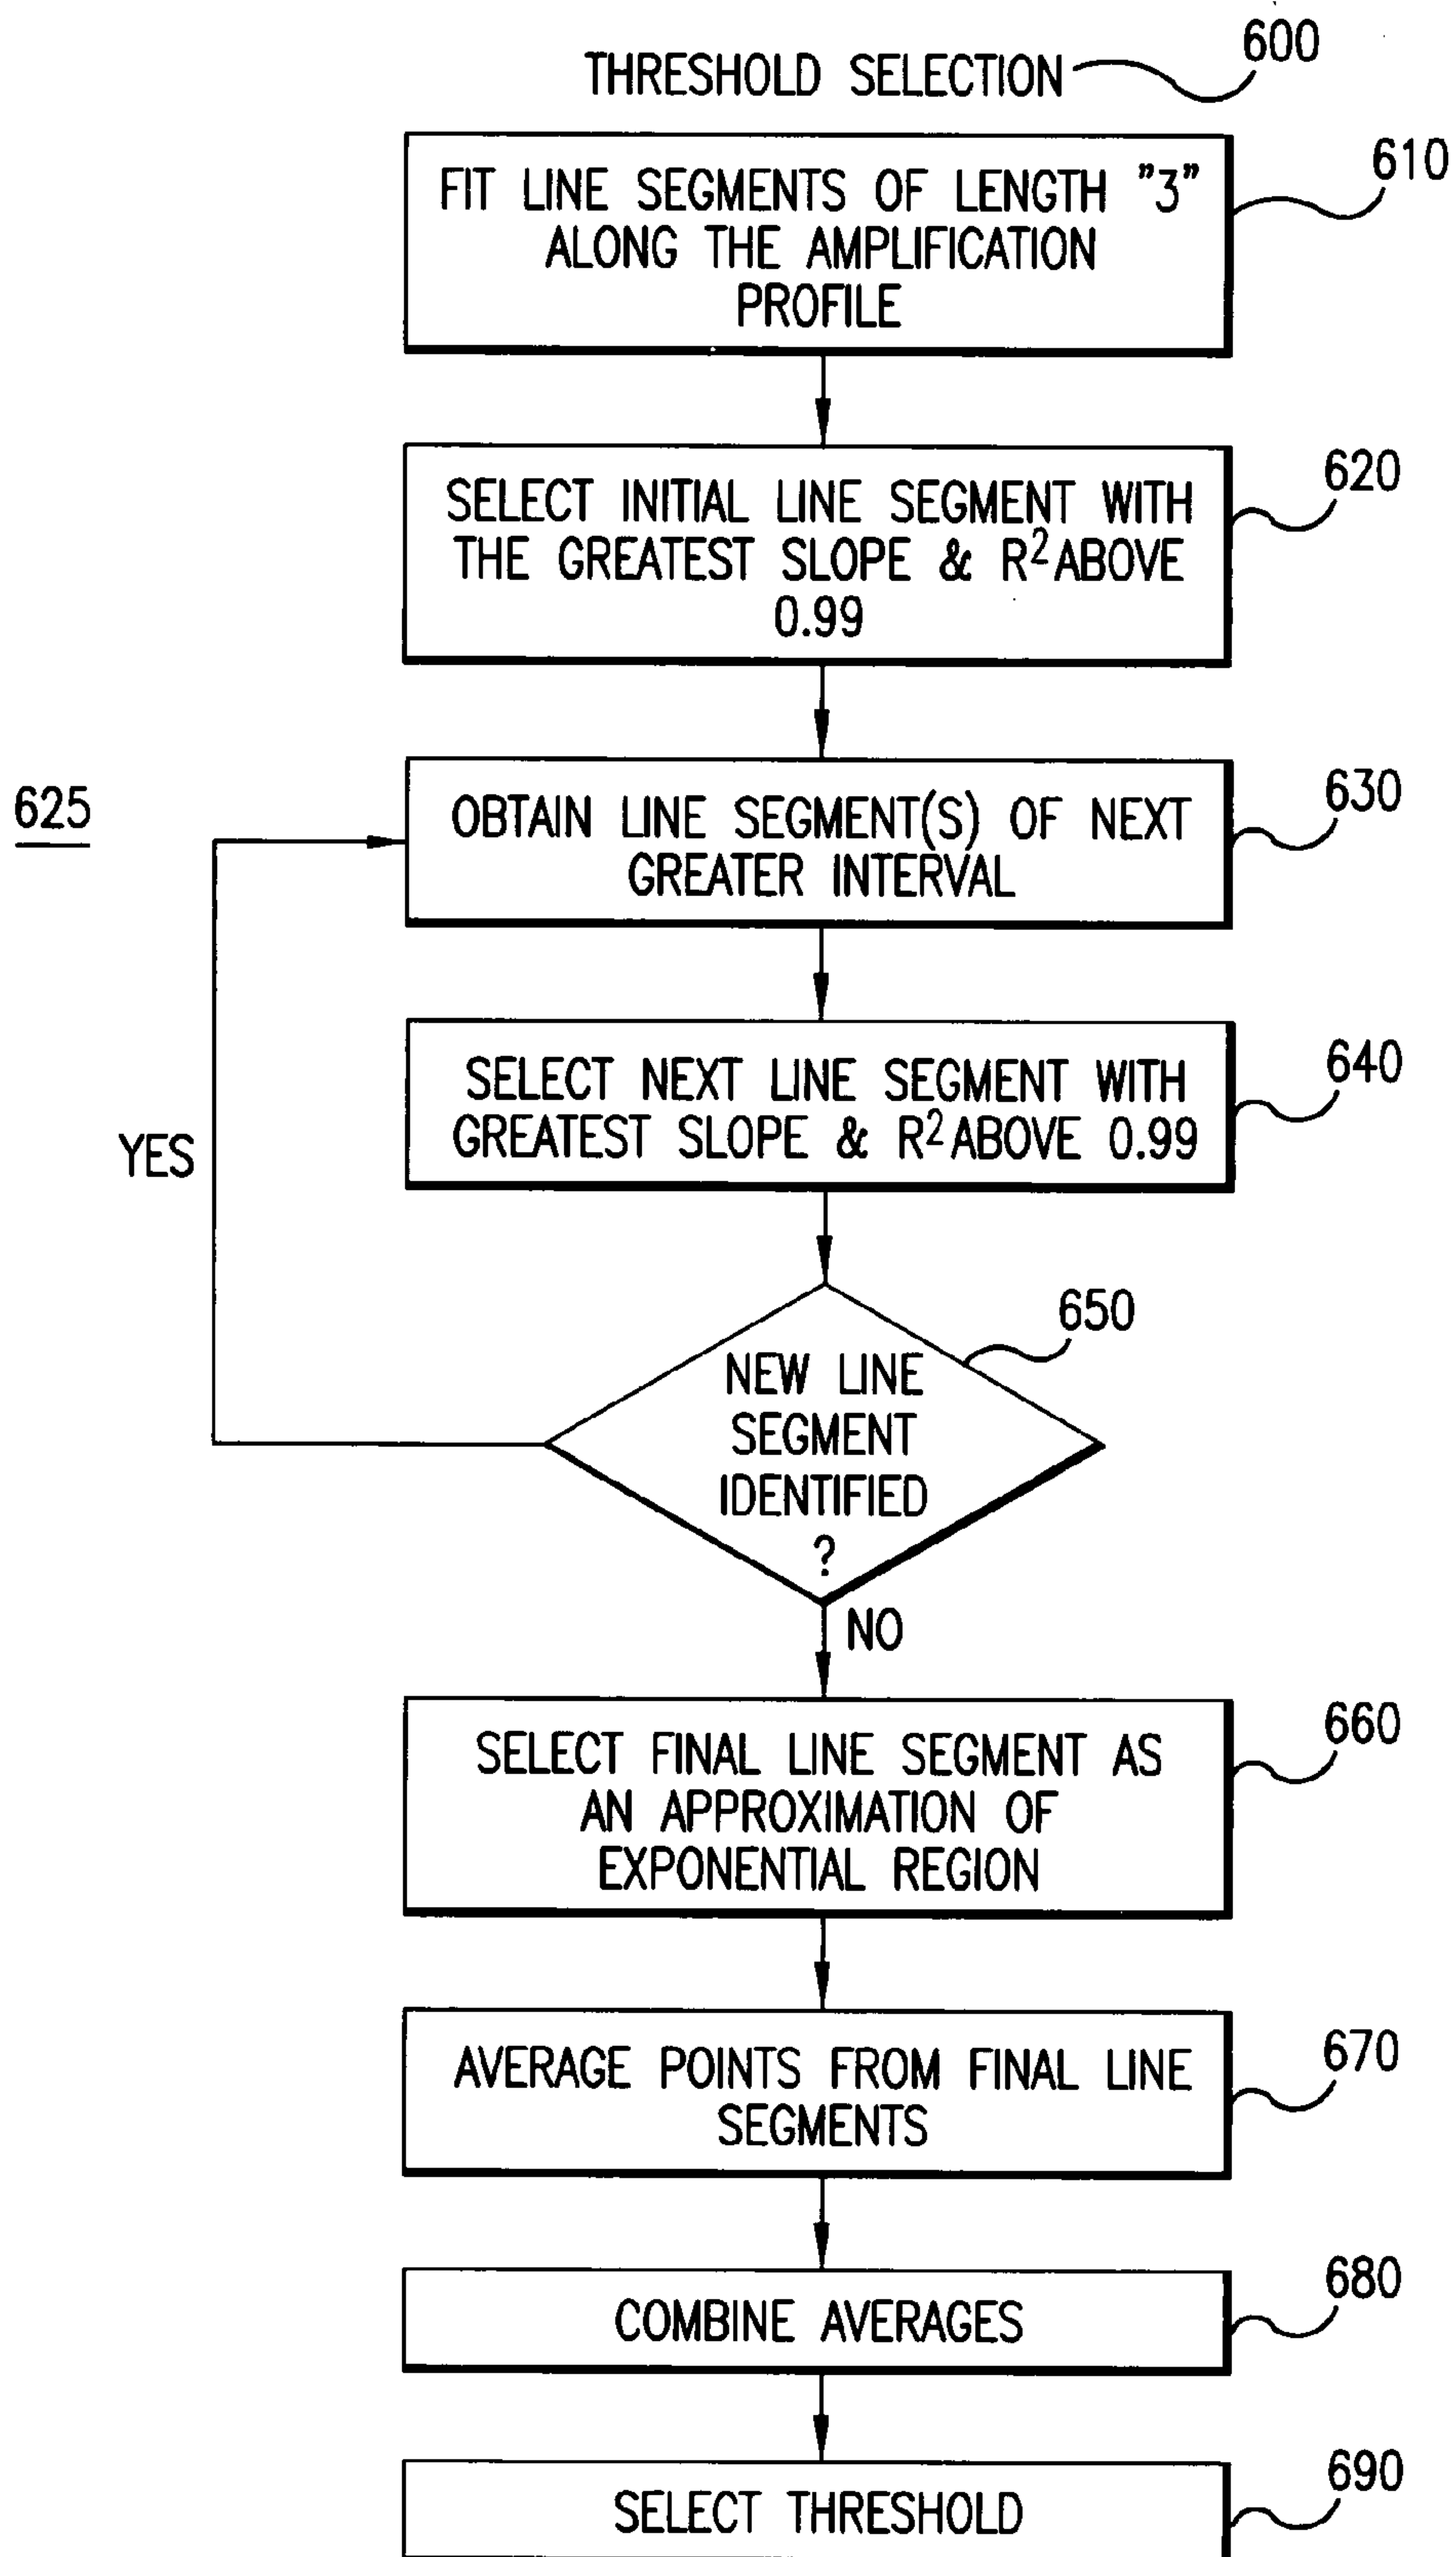 THRESHOLD SELECTION
600
FIT LINE SEGMENTS OF LENGTH "3"
ALONG THE AMPLIFICATION
PROFILE
610
SELECT INITIAL LINE SEGMENT WITH
THE GREATEST SLOPE & R² ABOVE
0.99
620
625
OBTAIN LINE SEGMENT(S) OF NEXT
GREATER INTERVAL
630
SELECT NEXT LINE SEGMENT WITH
GREATEST SLOPE & R² ABOVE 0.99
640
YES
NEW LINE
SEGMENT
IDENTIFIED
?
650
NO
SELECT FINAL LINE SEGMENT AS
AN APPROXIMATION OF
EXPONENTIAL REGION
660
AVERAGE POINTS FROM FINAL LINE
SEGMENTS
670
COMBINE AVERAGES
680
SELECT THRESHOLD
690